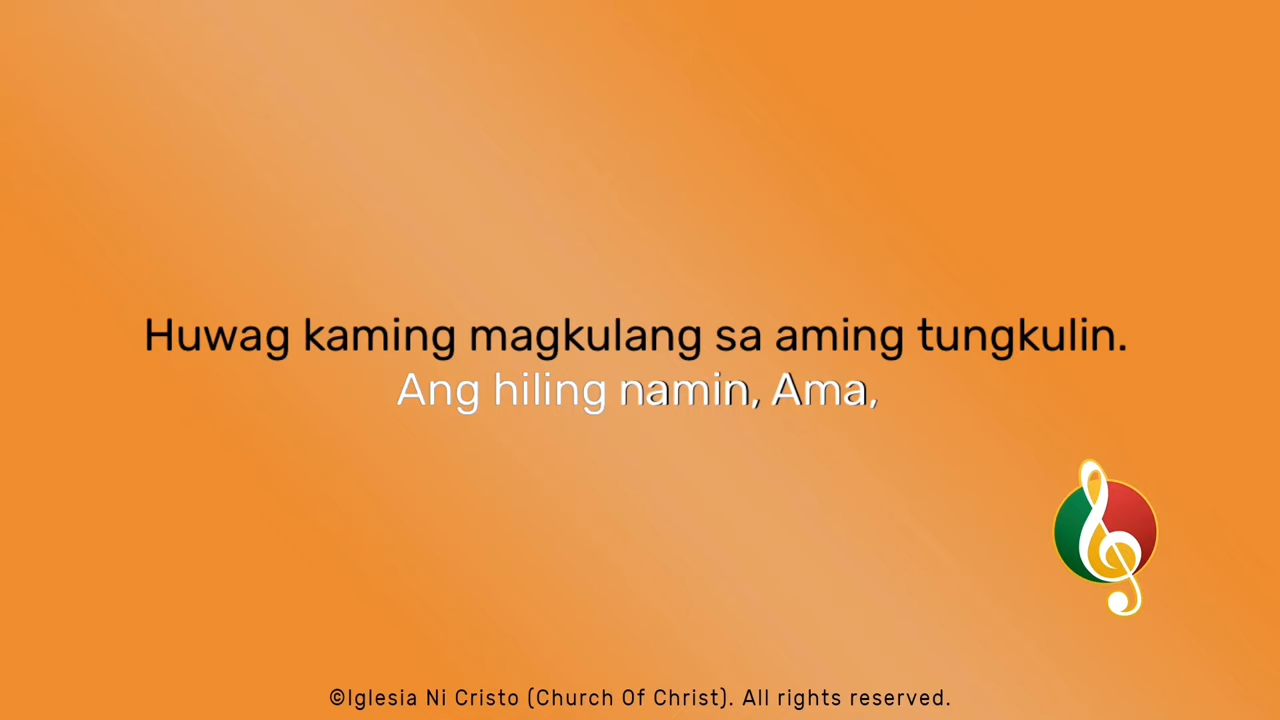 Huwag kaming magkulang sa aming tungkulin.
Ang hiling namin, Ama,
©Iglesia Ni Cristo (Church Of Christ). All rights reserved.